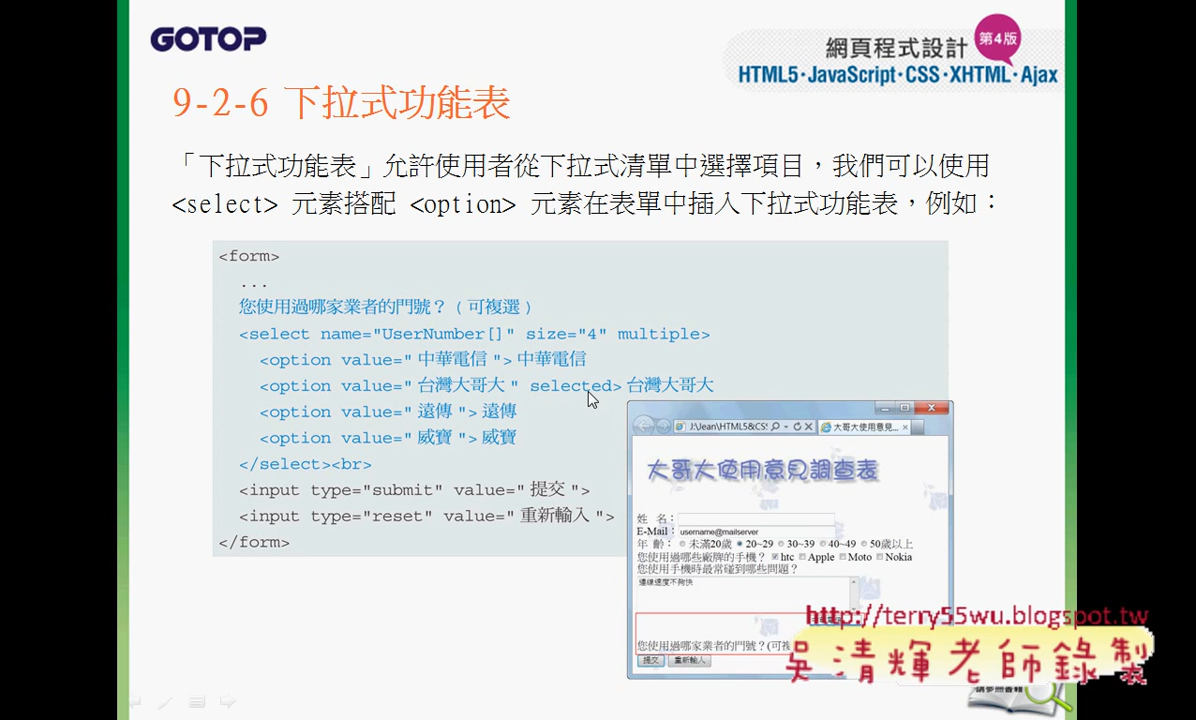 GOTOP
網頁程式設計 第4版
HTML5·JavaScript·CSS·XHTML·Ajax
9-2-6 下拉式功能表
「下拉式功能表」允許使用者從下拉式清單中選擇項目，我們可以使用
<select> 元素搭配 <option> 元素在表單中插入下拉式功能表，例如：
<form>
...
您使用過哪家業者的門號？（可複選）
<select name="UserNumber[]" size="4" multiple>
<option value="中華電信">中華電信
<option value="台灣大哥大" selected>台灣大哥大
<option value="遠傳">遠傳
<option value="威寶">威寶
</select><br>
<input type="submit" value="提交">
<input type="reset" value="重新輸入">
</form>
J:\Jean\HTML5&CSS
大哥大使用意見...
大哥大使用意見調查表
姓 名：
E-Mail：username@mailserver
年 齡：未滿20歲 20~29 30~39 40~49 50歲以上
您使用過哪些廠牌的手機？ htc Apple Moto Nokia
您使用手機時最常碰到哪些問題？
連線速度不夠快
您使用過哪家業者的門號？(可複
提交 重新輸入
http://terry55wu.blogspot.tw
吳清輝老師錄製